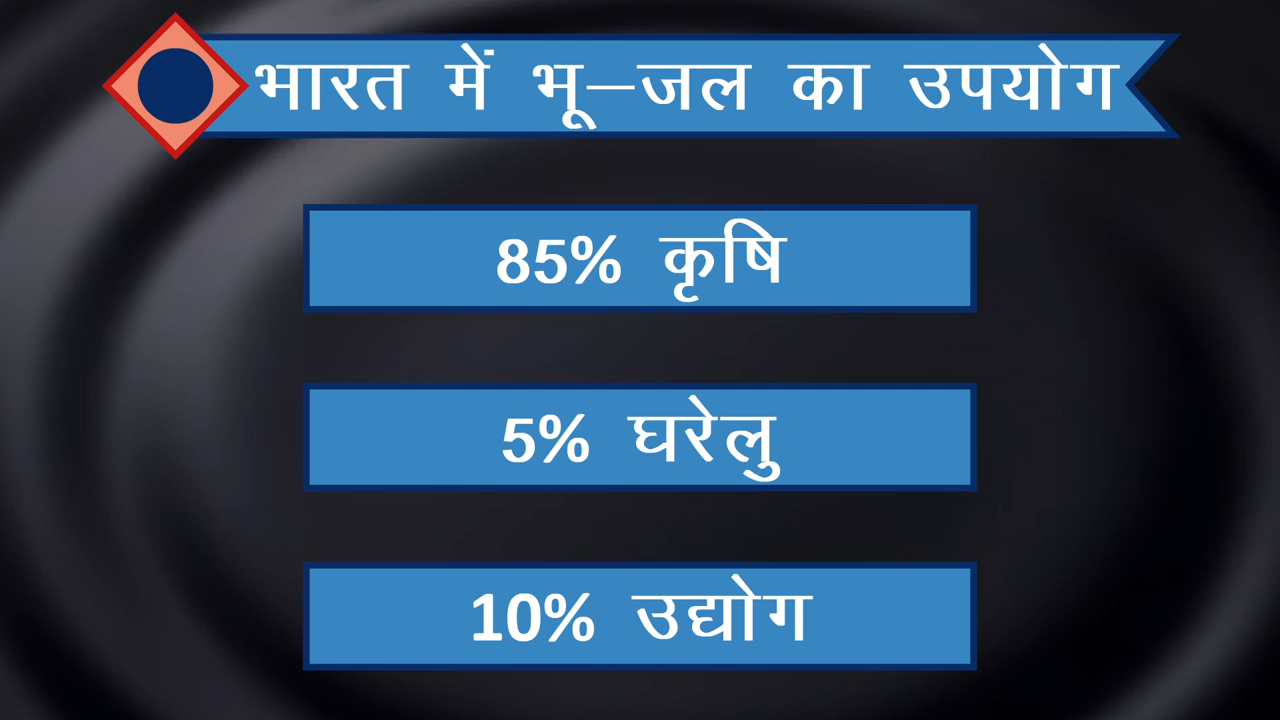 भारत में भू–जल का उपयोग
85% कृषि
5% घरेलु
10% उद्योग